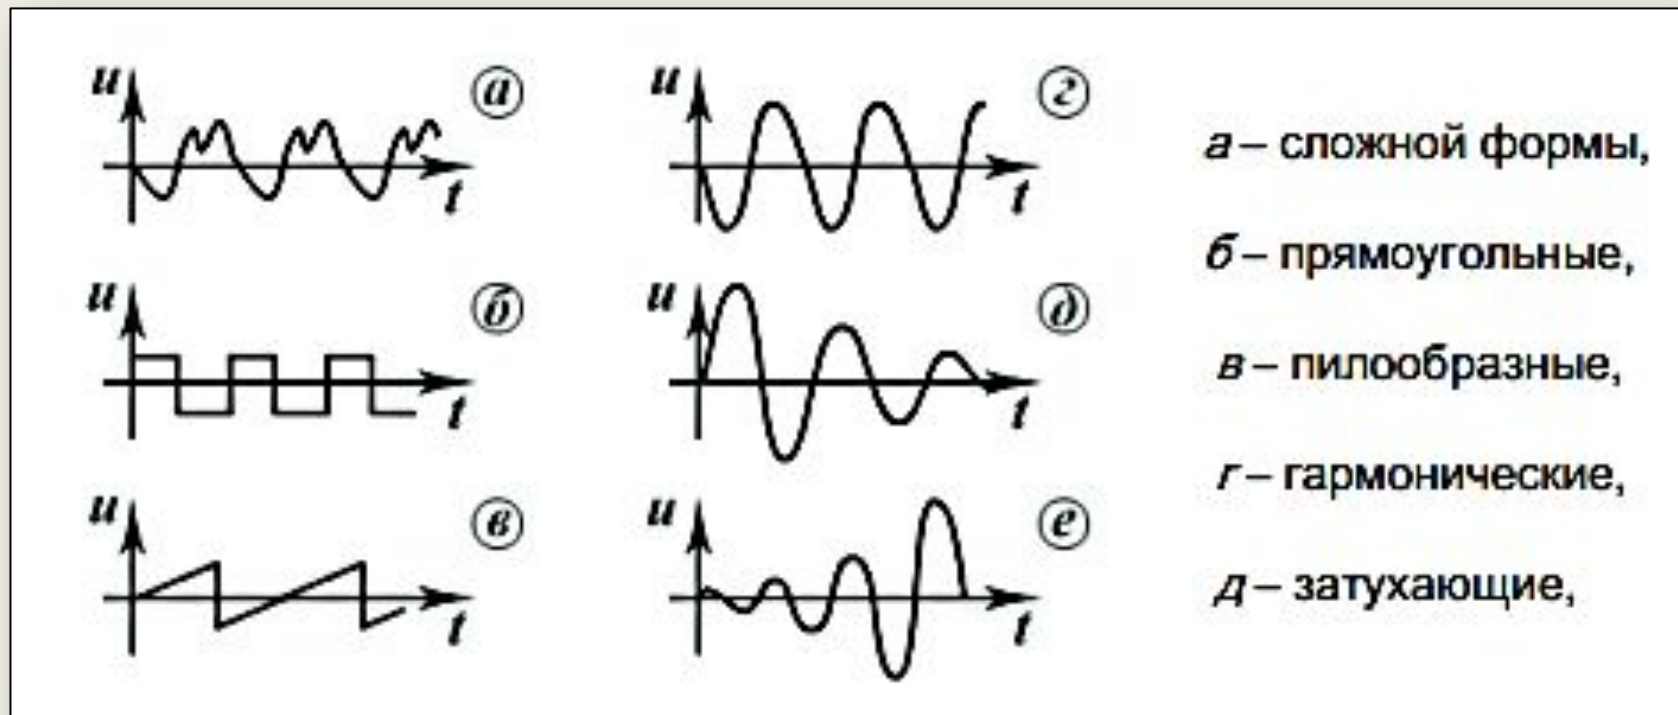 u
а
t
u
г
t
u
б
t
u
д
t
u
в
t
u
е
t
а – сложной формы,
б – прямоугольные,
в – пилообразные,
г – гармонические,
д – затухающие,